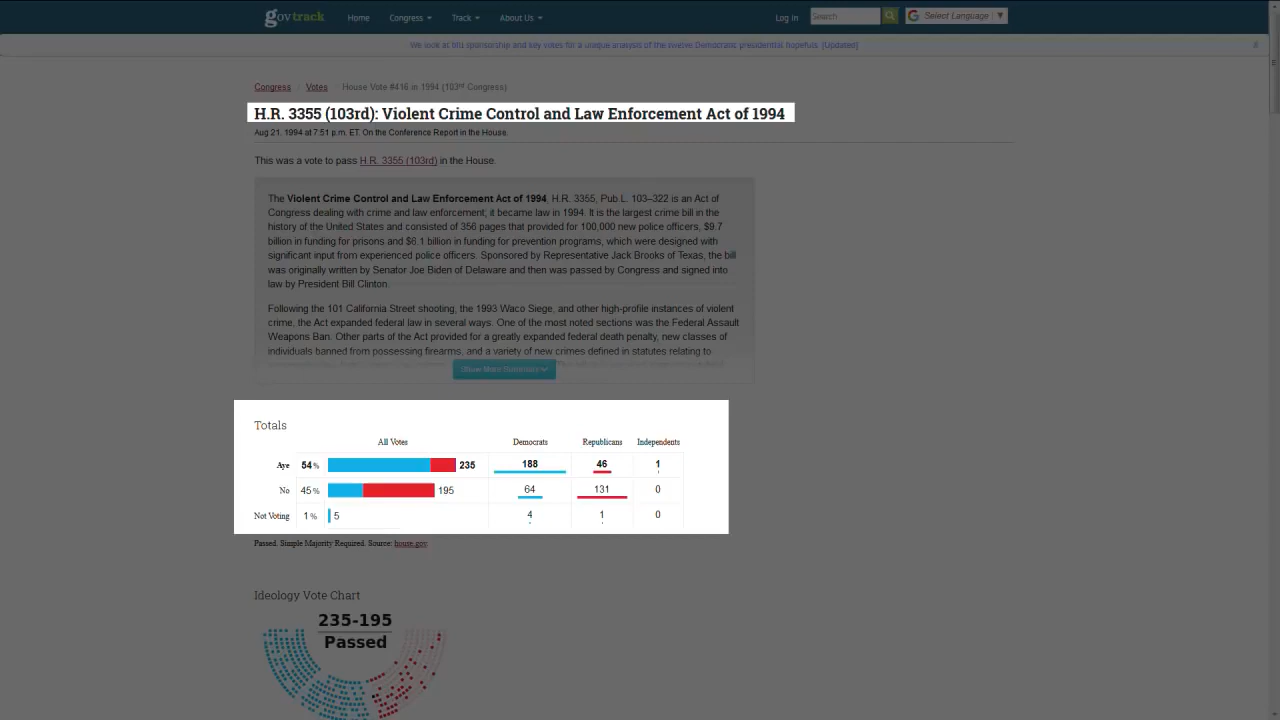 govtrack Home Congress Track About Us Log In Search Select Language
We look at bill sponsorship and key votes for a unique analysis of the twelve Democratic presidential hopefuls. [Updated] x
Congress / Votes / House Vote #416 in 1994 (103rd Congress)
H.R. 3355 (103rd): Violent Crime Control and Law Enforcement Act of 1994
Aug 21, 1994 at 7:51 p.m. ET. On the Conference Report in the House.
This was a vote to pass H.R. 3355 (103rd) in the House.
The Violent Crime Control and Law Enforcement Act of 1994, H.R. 3355, Pub.L. 103–322 is an Act of
Congress dealing with crime and law enforcement; it became law in 1994. It is the largest crime bill in the
history of the United States and consisted of 356 pages that provided for 100,000 new police officers, $9.7
billion in funding for prisons and $6.1 billion in funding for prevention programs, which were designed with
significant input from experienced police officers. Sponsored by Representative Jack Brooks of Texas, the bill
was originally written by Senator Joe Biden of Delaware and then was passed by Congress and signed into
law by President Bill Clinton.
Following the 101 California Street shooting, the 1993 Waco Siege, and other high-profile instances of violent
crime, the Act expanded federal law in several ways. One of the most noted sections was the Federal Assault
Weapons Ban. Other parts of the Act provided for a greatly expanded federal death penalty, new classes of
individuals banned from possessing firearms, and a variety of new crimes defined in statutes relating to
Show More Summary
Totals
All Votes Democrats Republicans Independents
Aye 54% 235 188 46 1
No 45% 195 64 131 0
Not Voting 1% 5 4 1 0
Passed. Simple Majority Required. Source: house.gov.
Ideology Vote Chart
235-195
Passed